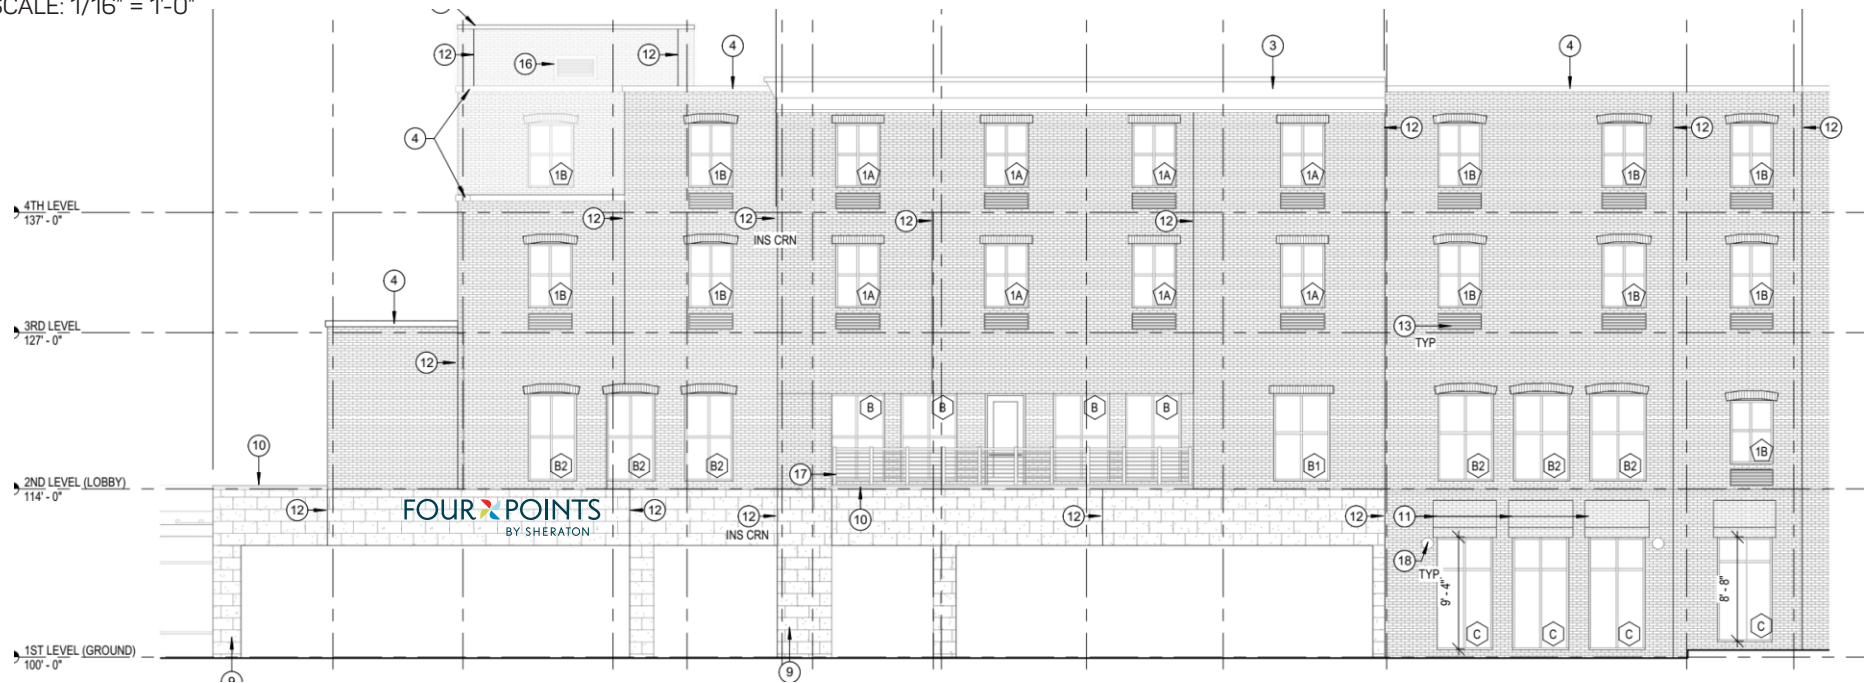 SCALE: 1/16" = 1'-0"
12
16
12
4
3
4
4
12
12
12
1B
1B
1A
1A
1A
1A
1B
1B
1B
4TH LEVEL
137' - 0"
12
12
INS CRN
12
12
4
1B
1B
1A
1A
1A
1A
1B
1B
1B
3RD LEVEL
127' - 0"
13
TYP
12
B
B
B
B
10
B2
B2
B2
17
B1
B2
B2
B2
1B
2ND LEVEL (LOBBY)
114' - 0"
12
FOUR POINTS
BY SHERATON
12
12
INS CRN
10
12
12
11
18
TYP
9' - 4"
8' - 8"
C
C
C
C
1ST LEVEL (GROUND)
100' - 0"
9
9